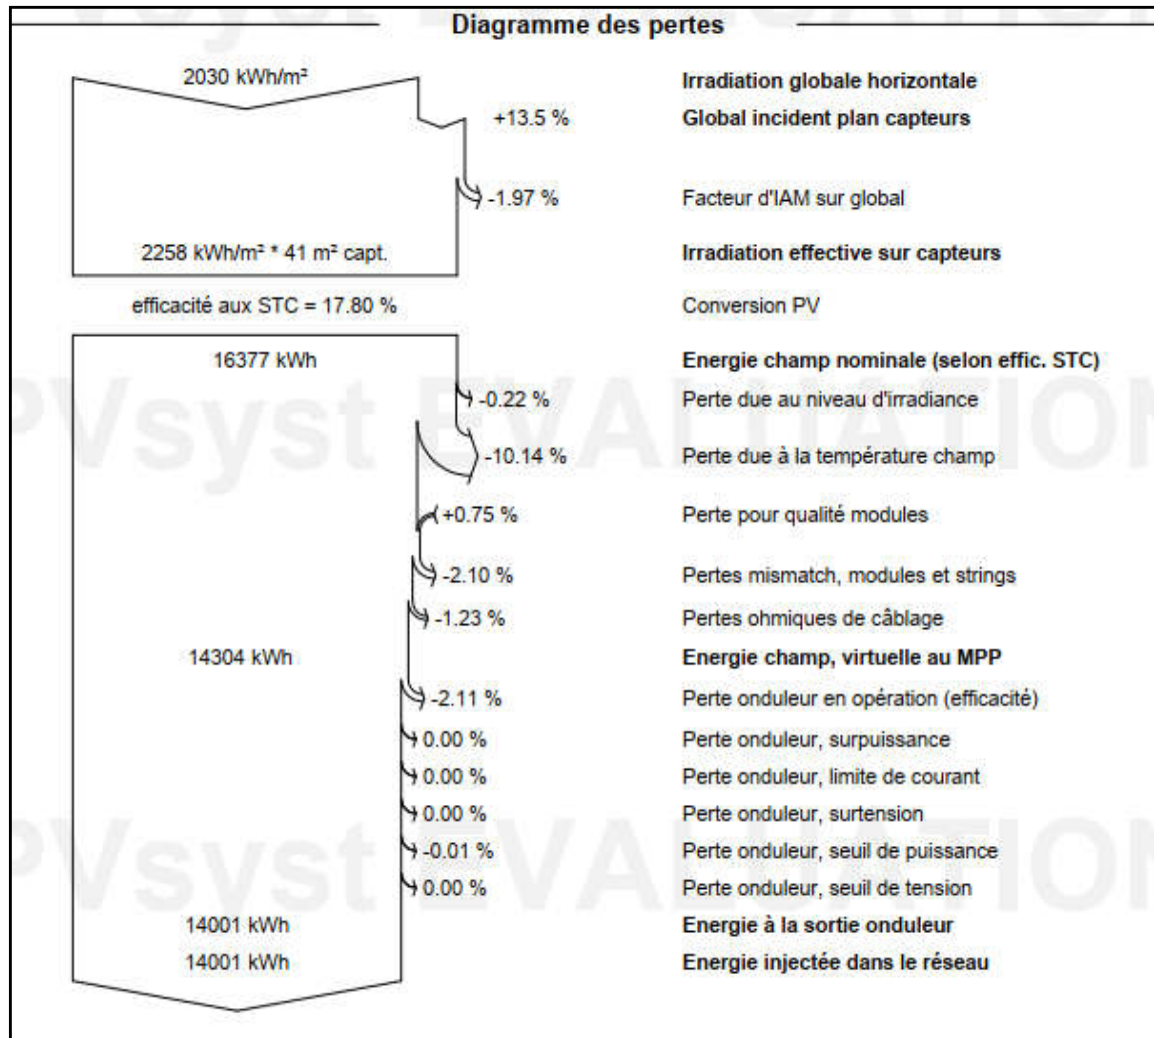 Diagramme des pertes
2030 kWh/m² Irradiation globale horizontale
+13.5 % Global incident plan capteurs
-1.97 % Facteur d'IAM sur global
2258 kWh/m² * 41 m² capt. Irradiation effective sur capteurs
efficacité aux STC = 17.80 % Conversion PV
16377 kWh Energie champ nominale (selon effic. STC)
-0.22 % Perte due au niveau d'irradiance
-10.14 % Perte due à la température champ
+0.75 % Perte pour qualité modules
-2.10 % Pertes mismatch, modules et strings
-1.23 % Pertes ohmiques de câblage
14304 kWh Energie champ, virtuelle au MPP
-2.11 % Perte onduleur en opération (efficacité)
0.00 % Perte onduleur, surpuissance
0.00 % Perte onduleur, limite de courant
0.00 % Perte onduleur, surtension
-0.01 % Perte onduleur, seuil de puissance
0.00 % Perte onduleur, seuil de tension
14001 kWh Energie à la sortie onduleur
14001 kWh Energie injectée dans le réseau
PVsyst EVALUATION
PVsyst EVALUATION